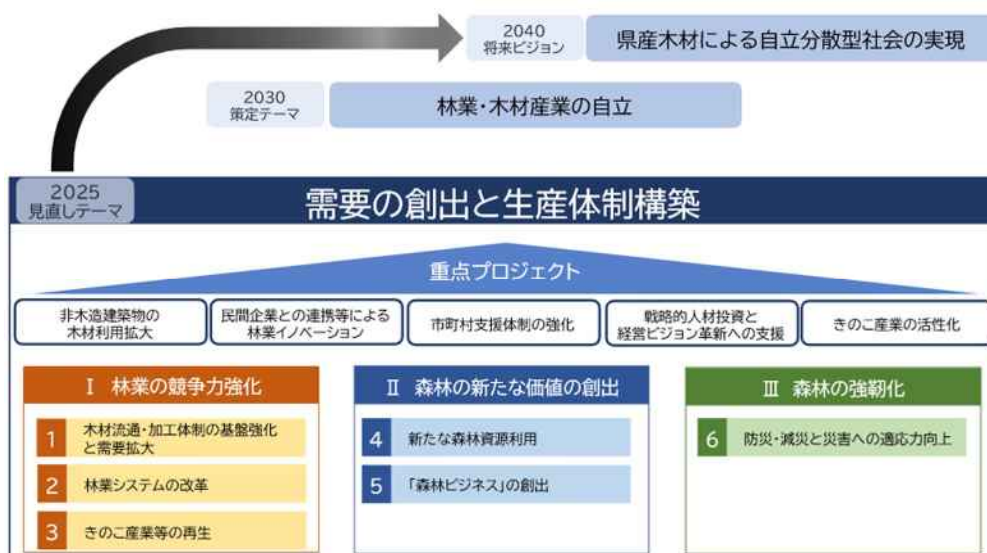 2040
将来ビジョン
県産木材による自立分散型社会の実現
2030
策定テーマ
林業・木材産業の自立
2025
見直しテーマ
需要の創出と生産体制構築
重点プロジェクト
非木造建築物の
木材利用拡大
民間企業との連携等による
林業イノベーション
市町村支援体制の強化
戦略的人材投資と
経営ビジョン革新への支援
きのこ産業の活性化
Ⅰ 林業の競争力強化
1 木材流通・加工体制の基盤強化
と需要拡大
2 林業システムの改革
3 きのこ産業等の再生
Ⅱ 森林の新たな価値の創出
4 新たな森林資源利用
5 「森林ビジネス」の創出
Ⅲ 森林の強靭化
6 防災・減災と災害への適応力向上